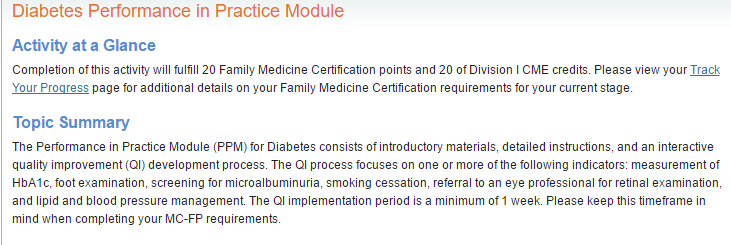 Diabetes Performance in Practice Module
Activity at a Glance
Completion of this activity will fulfill 20 Family Medicine Certification points and 20 of Division I CME credits. Please view your Track
Your Progress page for additional details on your Family Medicine Certification requirements for your current stage.
Topic Summary
The Performance in Practice Module (PPM) for Diabetes consists of introductory materials, detailed instructions, and an interactive
quality improvement (QI) development process. The QI process focuses on one or more of the following indicators: measurement of
HbA1c, foot examination, screening for microalbuminuria, smoking cessation, referral to an eye professional for retinal examination,
and lipid and blood pressure management. The QI implementation period is a minimum of 1 week. Please keep this timeframe in
mind when completing your MC-FP requirements.